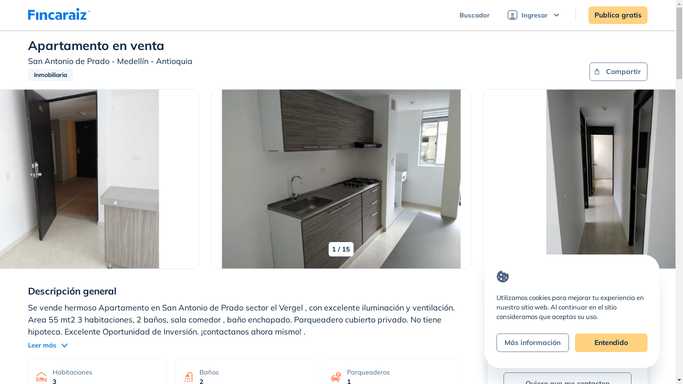 Fincaraiz
Buscador
Ingresar
Publica gratis
Apartamento en venta
San Antonio de Prado - Medellín - Antioquia
Inmobiliaria
Compartir
1 / 15
Descripción general
Se vende hermoso Apartamento en San Antonio de Prado sector el Vergel , con excelente iluminación y ventilación.
Area 55 mt2.3 habitaciones, 2 baños, sala comedor , baño enchapado. Parqueadero cubierto privado. No tiene
hipoteca. Excelente Oportunidad de Inversión. ¡contactanos ahora mismo! .
Leer más
Habitaciones
3
Baños
2
Parqueaderos
1
Utilizamos cookies para mejorar tu experiencia en
nuestro sitio web. Al continuar en el sitio
consideramos que aceptas su uso.
Más información
Entendido
Quiero que me contacten